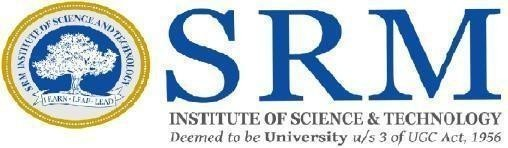 SRM INSTITUTE OF SCIENCE AND TECHNOLOGY
LEARN · LEAP · LEAD
SRM
INSTITUTE OF SCIENCE & TECHNOLOGY
Deemed to be University u/s 3 of UGC Act, 1956